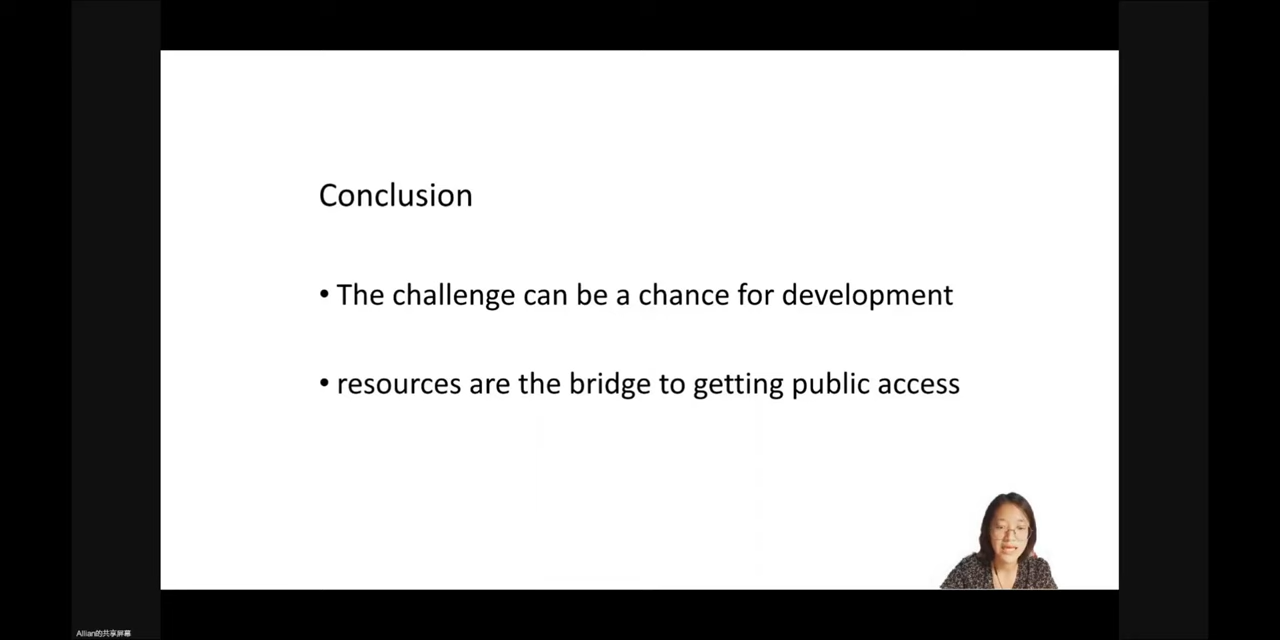 Conclusion
• The challenge can be a chance for development
• resources are the bridge to getting public access
Allian的共享屏幕